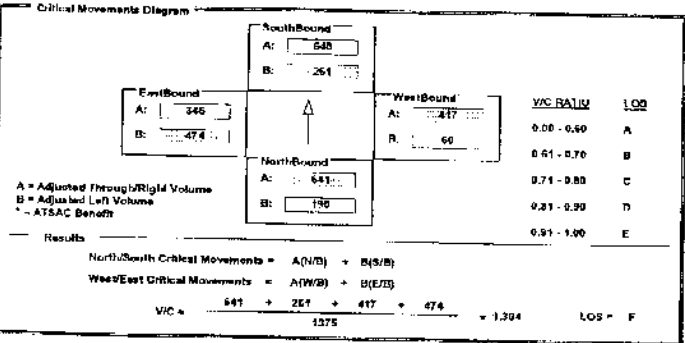 Critical Movements Diagram
SouthBound
A: 648
B: 261
EastBound
A: 346
B: 474
WestBound
A: 417
B: 60
NorthBound
A: 641
B: 190
V/C RATIO LOS
0.00 - 0.60 A
0.61 - 0.70 B
0.71 - 0.80 C
0.81 - 0.90 D
0.91 - 1.00 E
A = Adjusted Through/Right Volume
B = Adjusted Left Volume
* = ATSAC Benefit
Results
North/South Critical Movements = A(N/B) + B(S/B)
West/East Critical Movements = A(W/B) + B(E/B)
V/C = 641 + 261 + 417 + 474 = 1.304 LOS = F
1375